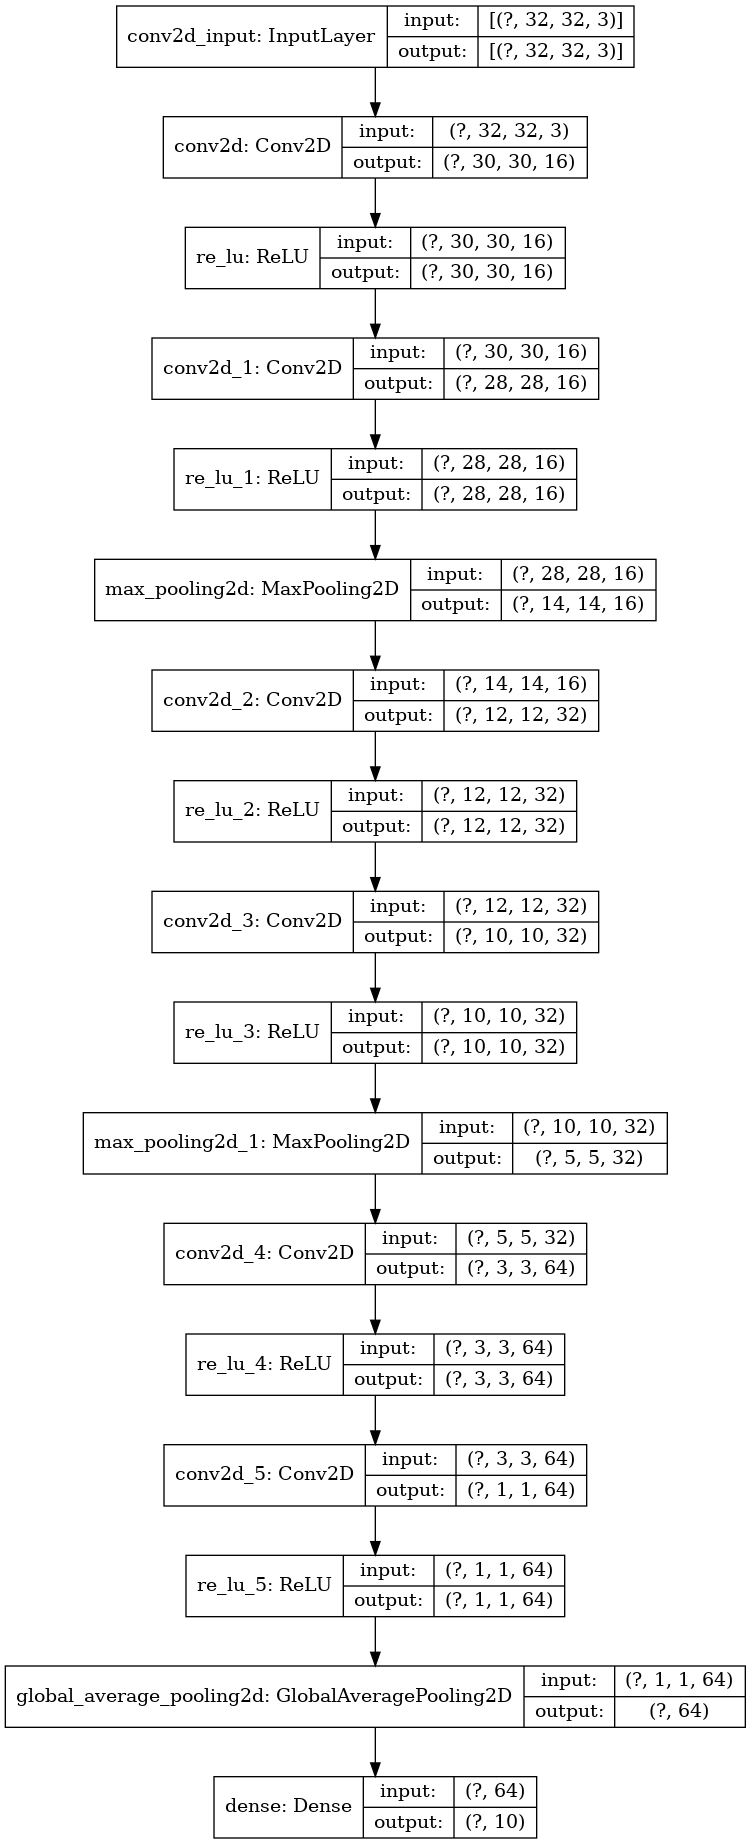 conv2d_input: InputLayer
input: [(?, 32, 32, 3)]
output: [(?, 32, 32, 3)]
conv2d: Conv2D
input: (?, 32, 32, 3)
output: (?, 30, 30, 16)
re_lu: ReLU
input: (?, 30, 30, 16)
output: (?, 30, 30, 16)
conv2d_1: Conv2D
input: (?, 30, 30, 16)
output: (?, 28, 28, 16)
re_lu_1: ReLU
input: (?, 28, 28, 16)
output: (?, 28, 28, 16)
max_pooling2d: MaxPooling2D
input: (?, 28, 28, 16)
output: (?, 14, 14, 16)
conv2d_2: Conv2D
input: (?, 14, 14, 16)
output: (?, 12, 12, 32)
re_lu_2: ReLU
input: (?, 12, 12, 32)
output: (?, 12, 12, 32)
conv2d_3: Conv2D
input: (?, 12, 12, 32)
output: (?, 10, 10, 32)
re_lu_3: ReLU
input: (?, 10, 10, 32)
output: (?, 10, 10, 32)
max_pooling2d_1: MaxPooling2D
input: (?, 10, 10, 32)
output: (?, 5, 5, 32)
conv2d_4: Conv2D
input: (?, 5, 5, 32)
output: (?, 3, 3, 64)
re_lu_4: ReLU
input: (?, 3, 3, 64)
output: (?, 3, 3, 64)
conv2d_5: Conv2D
input: (?, 3, 3, 64)
output: (?, 1, 1, 64)
re_lu_5: ReLU
input: (?, 1, 1, 64)
output: (?, 1, 1, 64)
global_average_pooling2d: GlobalAveragePooling2D
input: (?, 1, 1, 64)
output: (?, 64)
dense: Dense
input: (?, 64)
output: (?, 10)